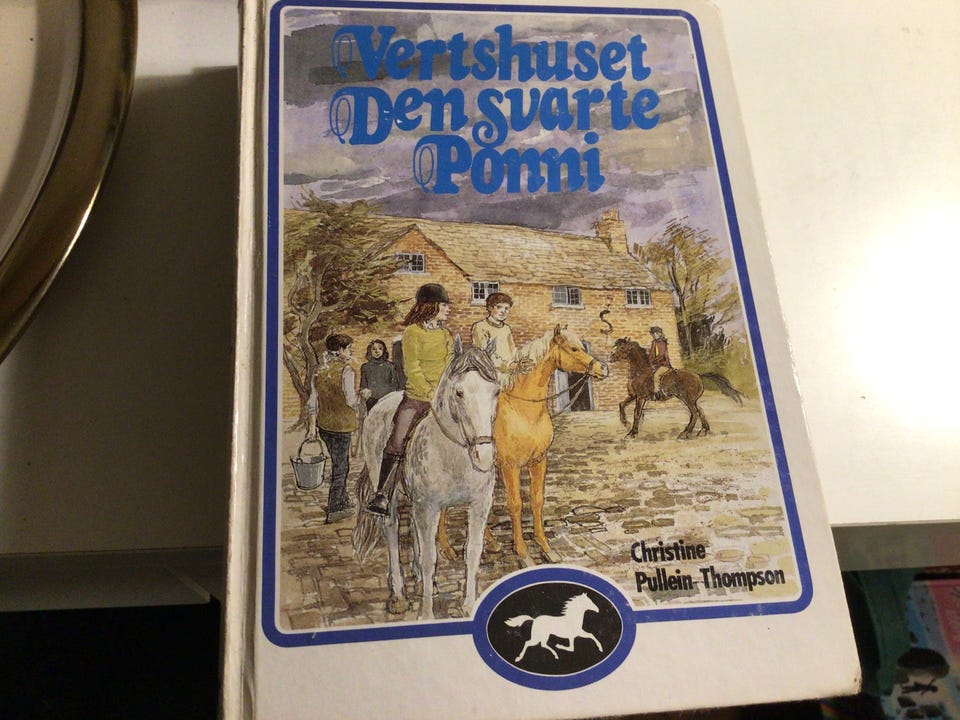 Vertshuset
Den svarte
Ponni
Christine
Pullein-Thompson